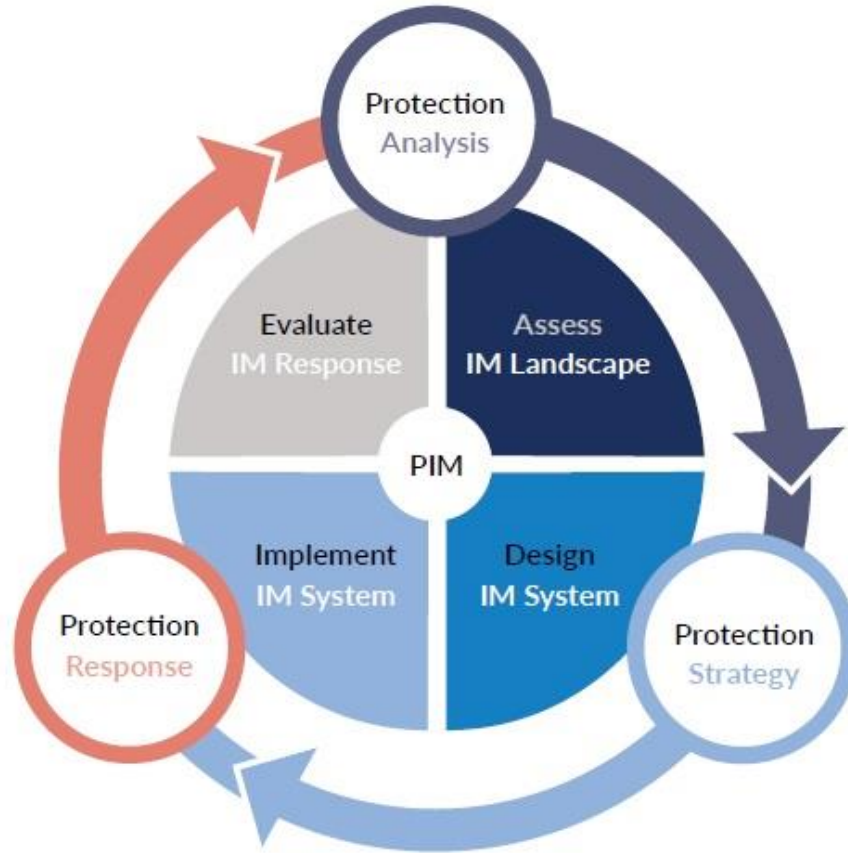 Protection
Analysis
Evaluate
IM Response
Assess
IM Landscape
PIM
Implement
IM System
Design
IM System
Protection
Response
Protection
Strategy